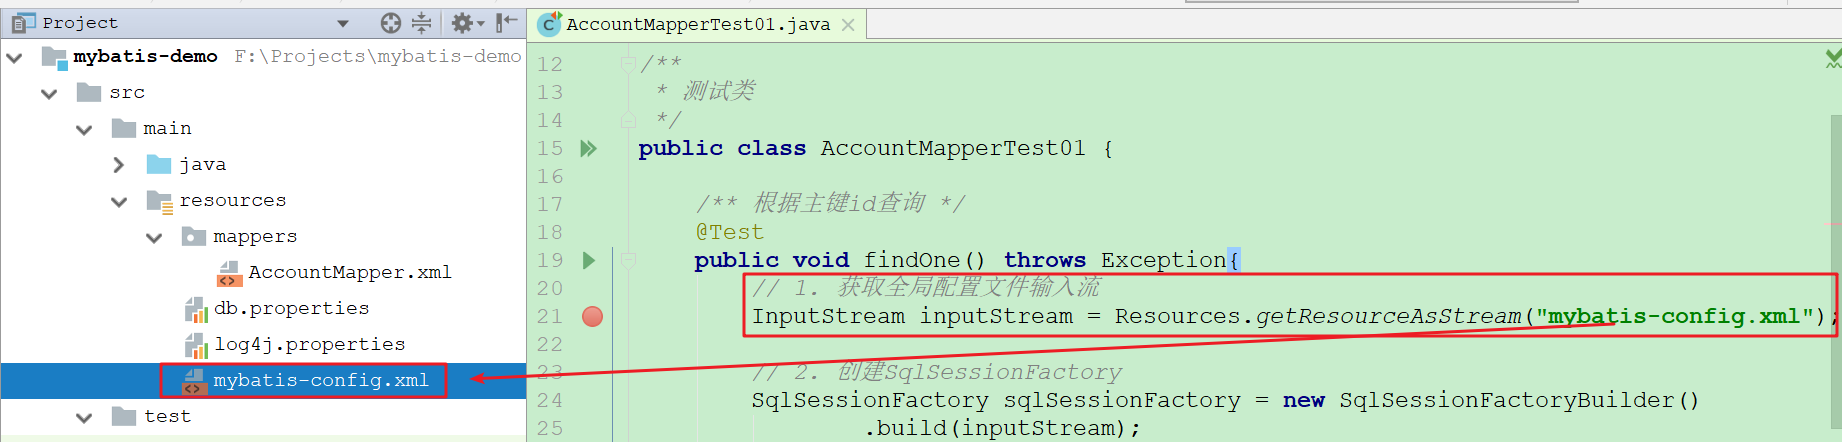 Project
mybatis-demo F:\Projects\mybatis-demo
src
main
java
resources
mappers
AccountMapper.xml
db.properties
log4j.properties
mybatis-config.xml
test
AccountMapperTest01.java
12 /**
13 * 测试类
14 */
15 public class AccountMapperTest01 {
16
17 /** 根据主键id查询 */
18 @Test
19 public void findOne() throws Exception{
20 // 1. 获取全局配置文件输入流
21 InputStream inputStream = Resources.getResourceAsStream("mybatis-config.xml");
22
23 // 2. 创建SqlSessionFactory
24 SqlSessionFactory sqlSessionFactory = new SqlSessionFactoryBuilder()
25 .build(inputStream);